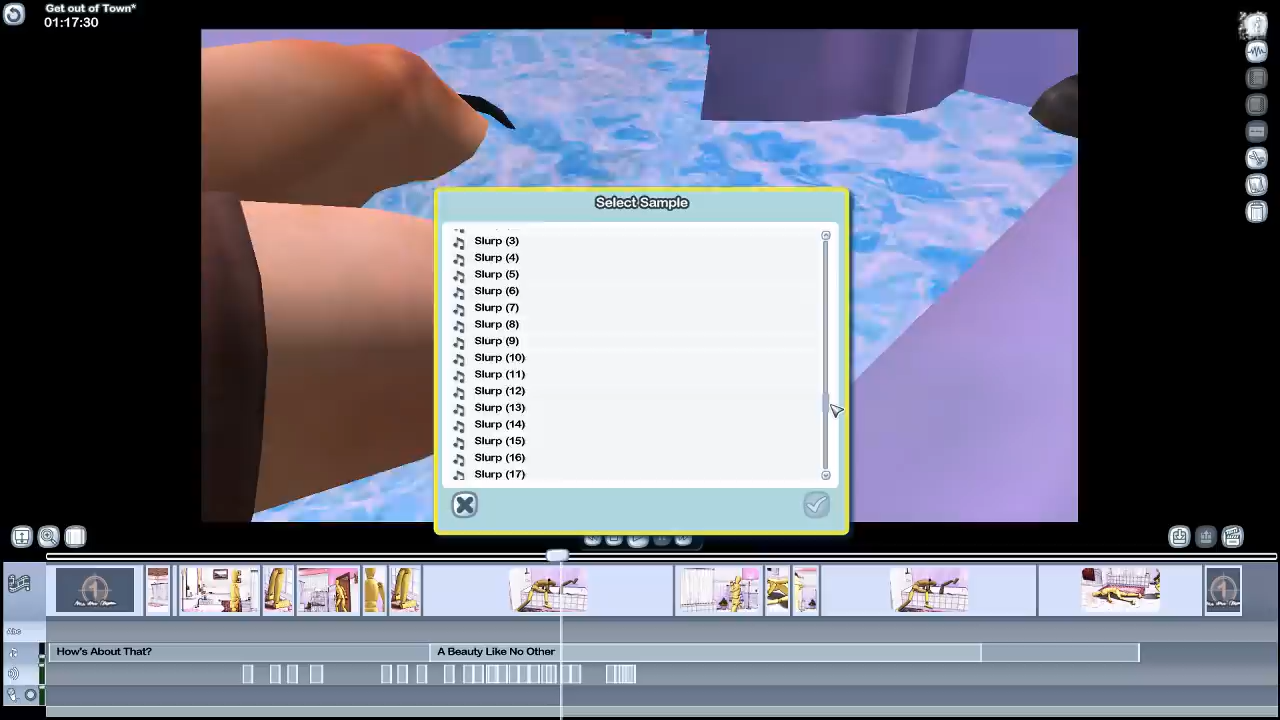 Get out of Town*
01:17:30
Select Sample
Slurp (3)
Slurp (4)
Slurp (5)
Slurp (6)
Slurp (7)
Slurp (8)
Slurp (9)
Slurp (10)
Slurp (11)
Slurp (12)
Slurp (13)
Slurp (14)
Slurp (15)
Slurp (16)
Slurp (17)
Abc
How's About That?
A Beauty Like No Other